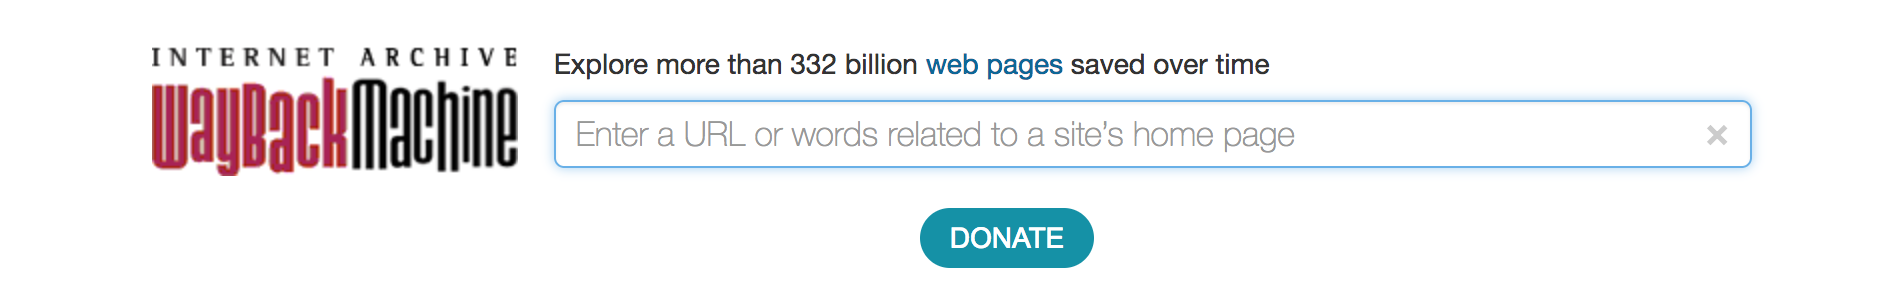 INTERNET ARCHIVE
WayBackMachine
Explore more than 332 billion web pages saved over time
Enter a URL or words related to a site's home page
DONATE